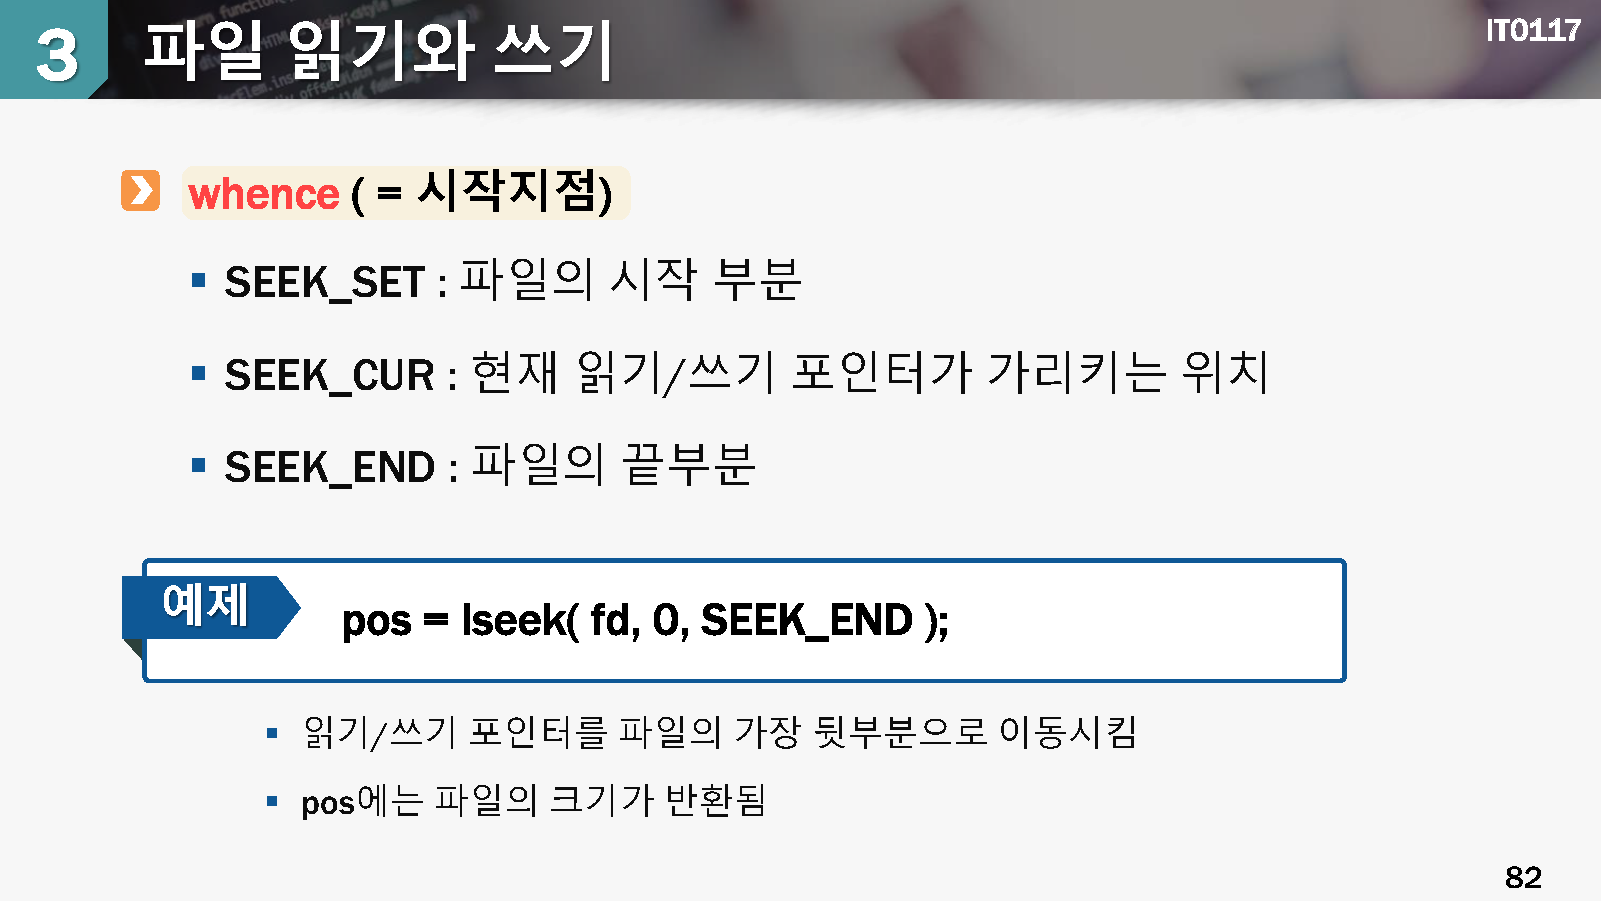 3 파일 읽기와 쓰기
IT0117
whence ( = 시작지점)
SEEK_SET : 파일의 시작 부분
SEEK_CUR : 현재 읽기/쓰기 포인터가 가리키는 위치
SEEK_END : 파일의 끝부분
예제
pos = lseek( fd, 0, SEEK_END );
읽기/쓰기 포인터를 파일의 가장 뒷부분으로 이동시킴
pos에는 파일의 크기가 반환됨
82